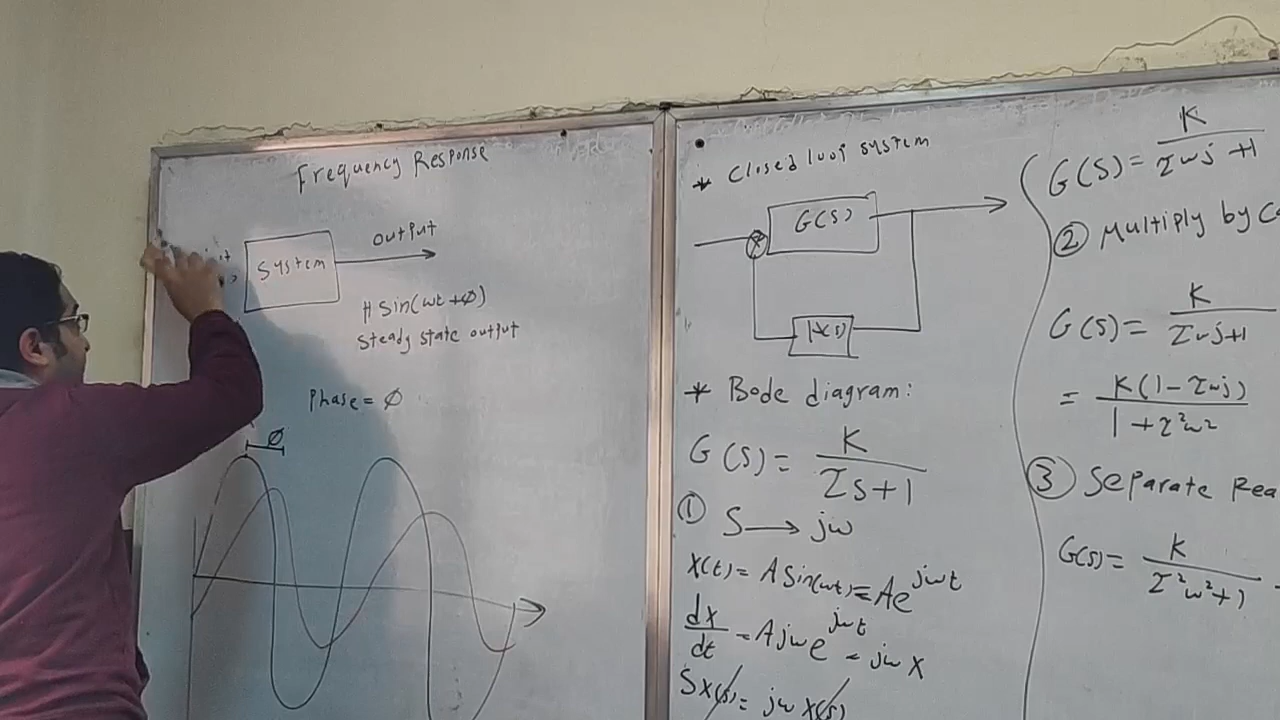 Frequency Response
System
output
H Sin(ωt + ø)
Steady state output
Phase = ø
ø
* Closed loop system
G(S)
H(S)
* Bode diagram:
G(S) = K / τS+1
① S → jω
X(t) = A Sin(ωt) = Ae^jωt
dX/dt = Ajωe^jωt = jωX
SX(S) = jωX(S)
G(S) = K / τωj+1
② Multiply by
G(S) = K / τωj+1
= K(1-τωj) / 1+τ²ω²
③ Separate
G(S) = K / τ²ω²+1